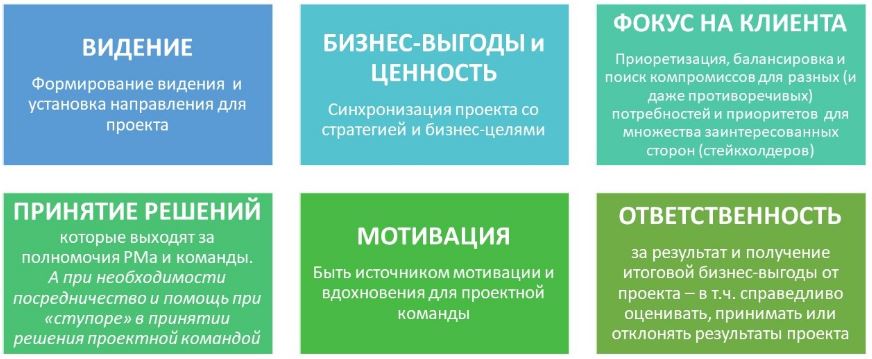 ВИДЕНИЕ
Формирование видения и
установка направления для
проекта
БИЗНЕС-ВЫГОДЫ и
ЦЕННОСТЬ
Синхронизация проекта со
стратегией и бизнес-целями
ФОКУС НА КЛИЕНТА
Приоретизация, балансировка и
поиск компромиссов для разных (и
даже противоречивых)
потребностей и приоритетов для
множества заинтересованных
сторон (стейкхолдеров)
ПРИНЯТИЕ РЕШЕНИЙ
которые выходят за
полномочия РМа и команды.
А при необходимости
посредничество и помощь при
«ступоре» в принятии
решения проектной командой
МОТИВАЦИЯ
Быть источником мотивации и
вдохновения для проектной
команды
ОТВЕТСТВЕННОСТЬ
за результат и получение
итоговой бизнес-выгоды от
проекта – в т.ч. справедливо
оценивать, принимать или
отклонять результаты проекта